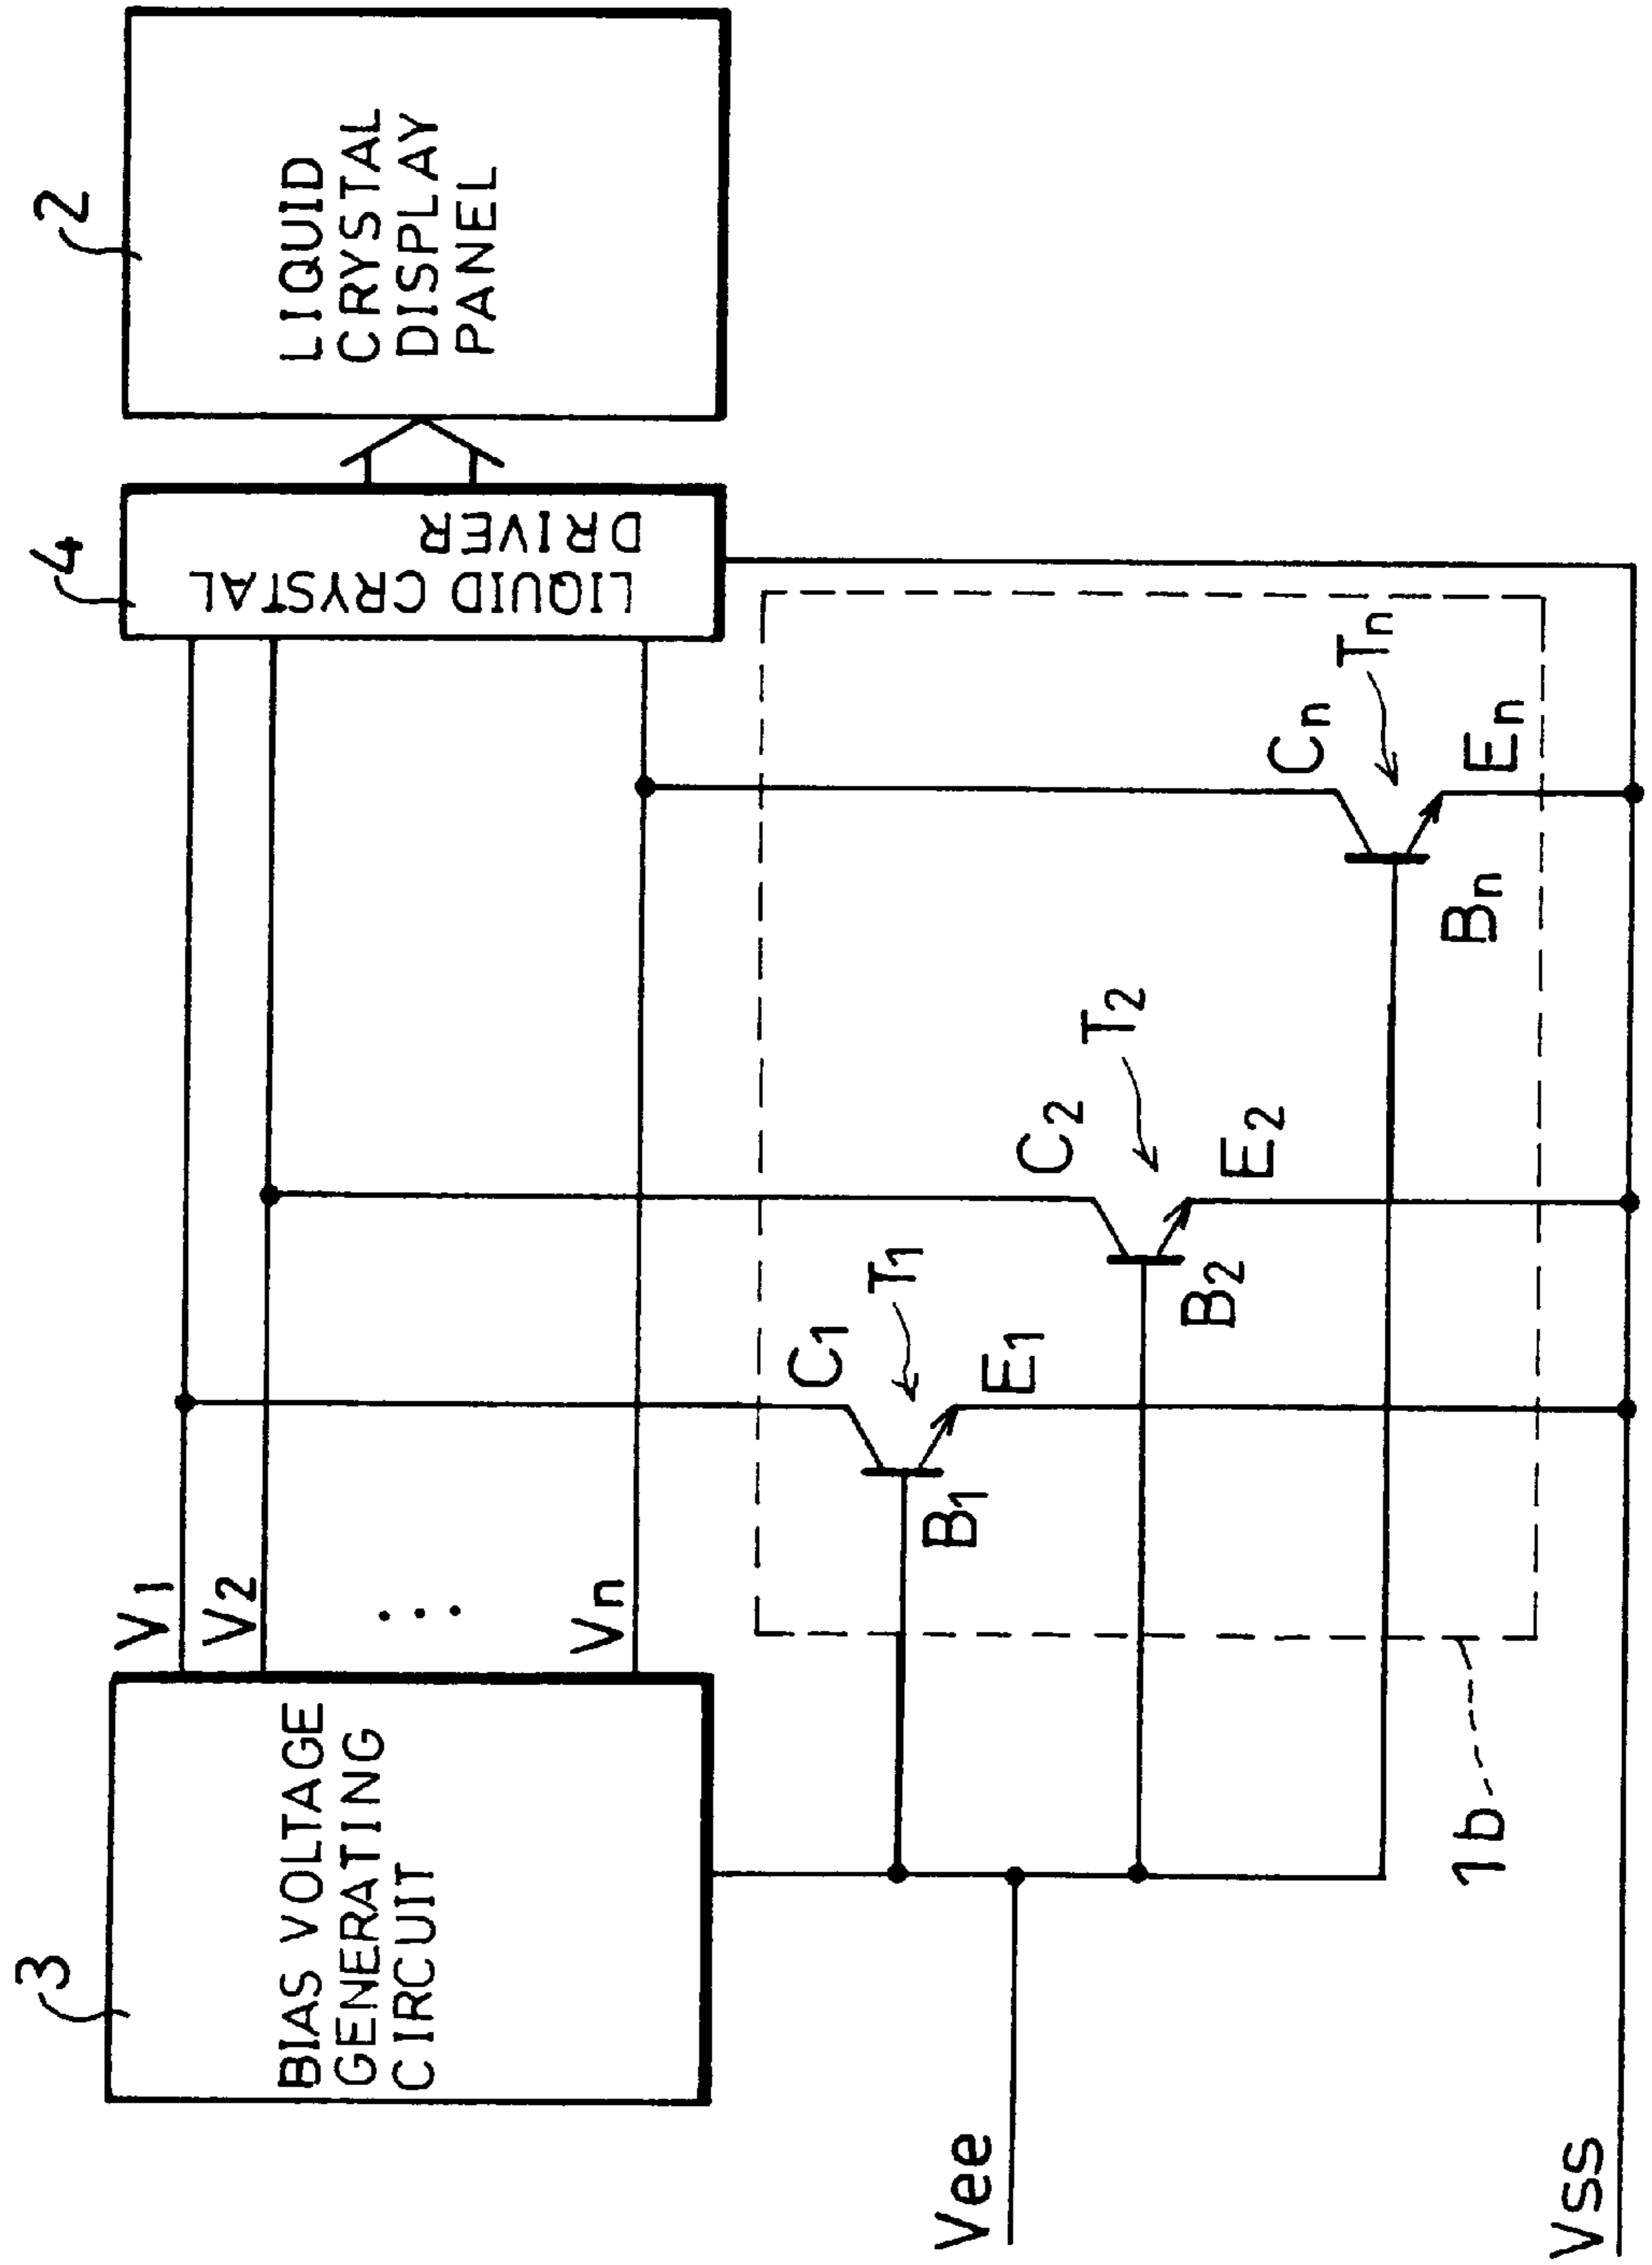 3
BIAS VOLTAGE
GENERATING
CIRCUIT
V1
V2
...
Vn
4
LIQUID CRYSTAL
DRIVER
2
LIQUID
CRYSTAL
DISPLAY
PANEL
C1
T1
B1
E1
C2
T2
B2
E2
Cn
Tn
Bn
En
Vee
1b
Vss